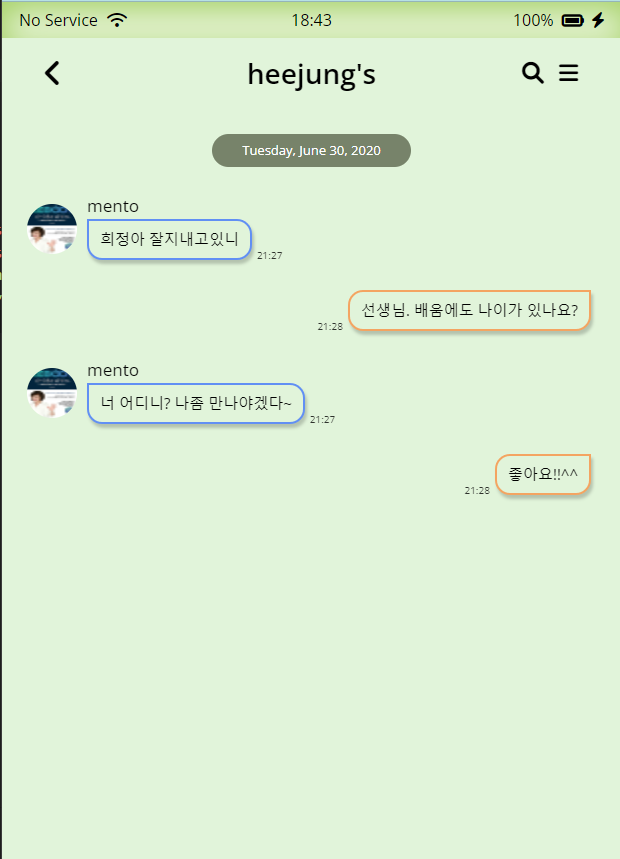 No Service 18:43 100%
heejung's
Tuesday, June 30, 2020
mento
희정아 잘지내고있니
21:27
선생님. 배움에도 나이가 있나요?
21:28
mento
너 어디니? 나좀 만나야겠다~
21:27
좋아요!!^^
21:28